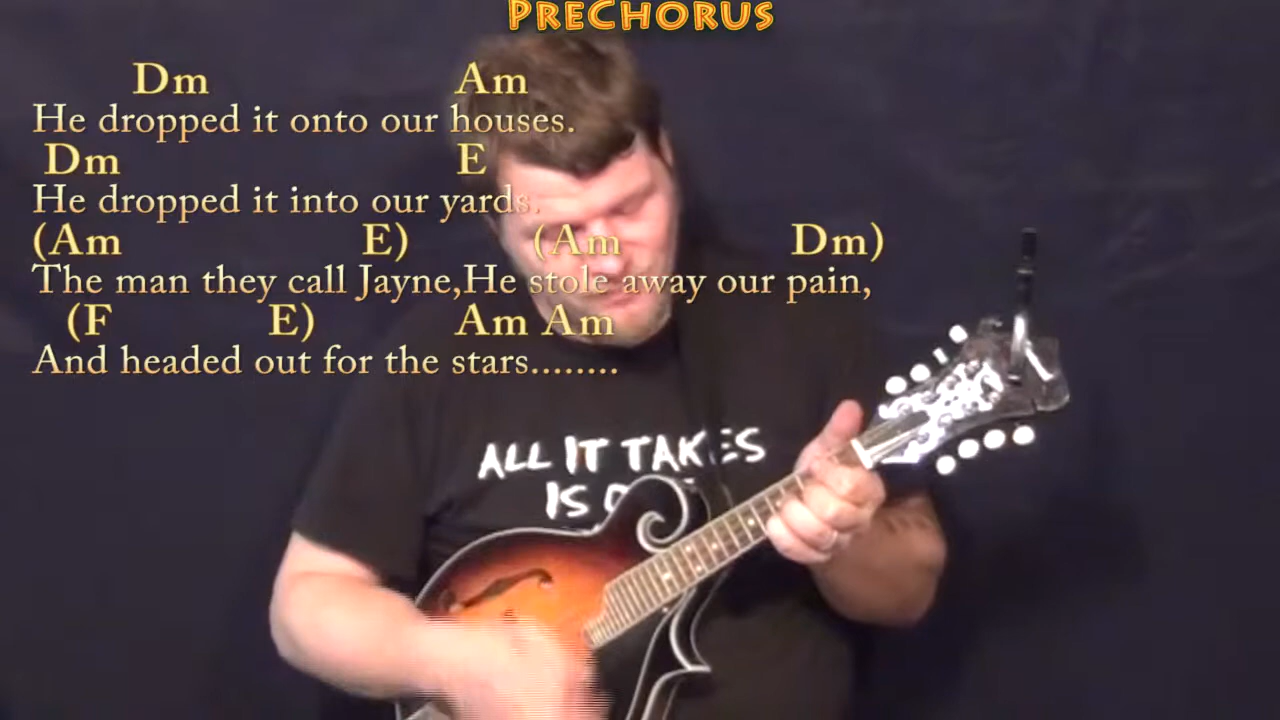 PRECHORUS
Dm Am
He dropped it onto our houses.
Dm E
He dropped it into our yards.
(Am E) (Am Dm)
The man they call Jayne,He stole away our pain,
(F E) Am Am
And headed out for the stars........
ALL IT TAKES
IS